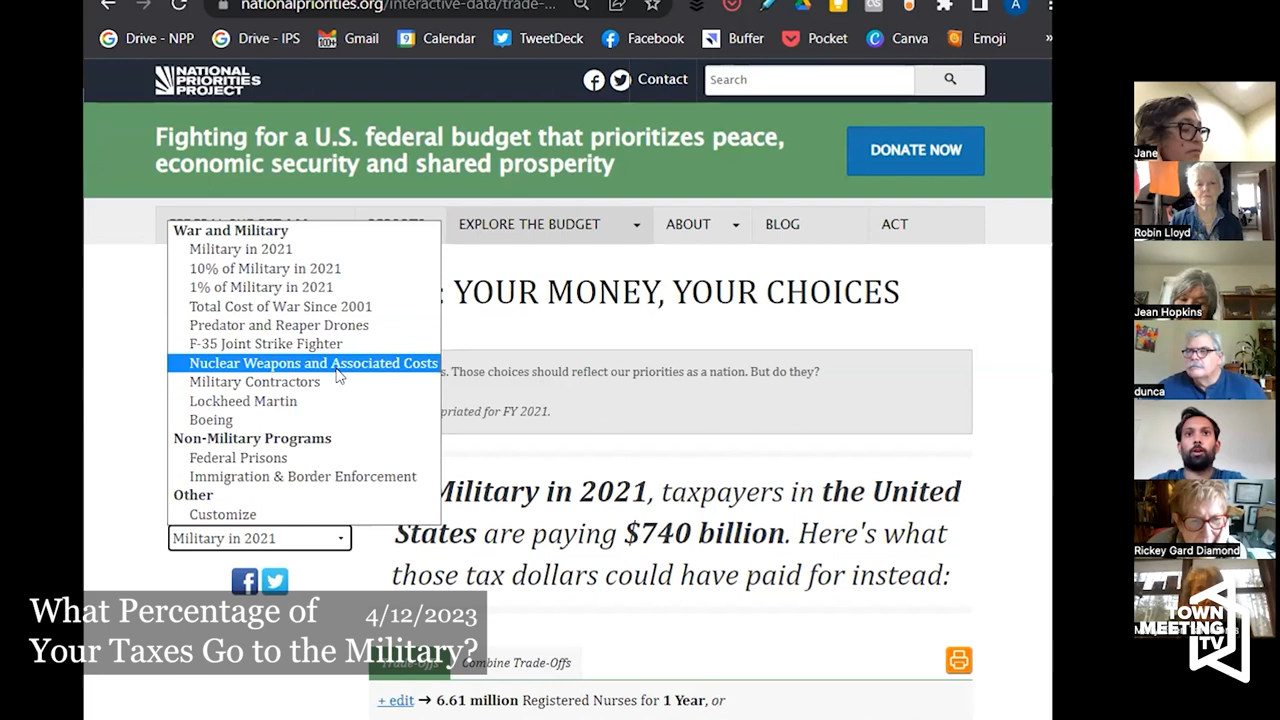 nationalpriorities.org/interactive-data/trade-...
A
Drive - NPP
Drive - IPS
Gmail
Calendar
TweetDeck
Facebook
Buffer
Pocket
Canva
Emoji
»
NATIONAL
PRIORITIES
PROJECT
Contact
Search
Fighting for a U.S. federal budget that prioritizes peace,
economic security and shared prosperity
DONATE NOW
EXPLORE THE BUDGET
ABOUT
BLOG
ACT
War and Military
Military in 2021
10% of Military in 2021
1% of Military in 2021
Total Cost of War Since 2001
Predator and Reaper Drones
F-35 Joint Strike Fighter
Nuclear Weapons and Associated Costs
Military Contractors
Lockheed Martin
Boeing
Non-Military Programs
Federal Prisons
Immigration & Border Enforcement
Other
Customize
Military in 2021
: YOUR MONEY, YOUR CHOICES
s. Those choices should reflect our priorities as a nation. But do they?
priated for FY 2021.
Military in 2021, taxpayers in the United
States are paying $740 billion. Here's what
those tax dollars could have paid for instead:
Trade-Offs
Combine Trade-Offs
+ edit → 6.61 million Registered Nurses for 1 Year, or
What Percentage of
4/12/2023
Your Taxes Go to the Military?
Jane
Robin Lloyd
Jean Hopkins
dunca
Rickey Gard Diamond
TOWN
MEETING
TV